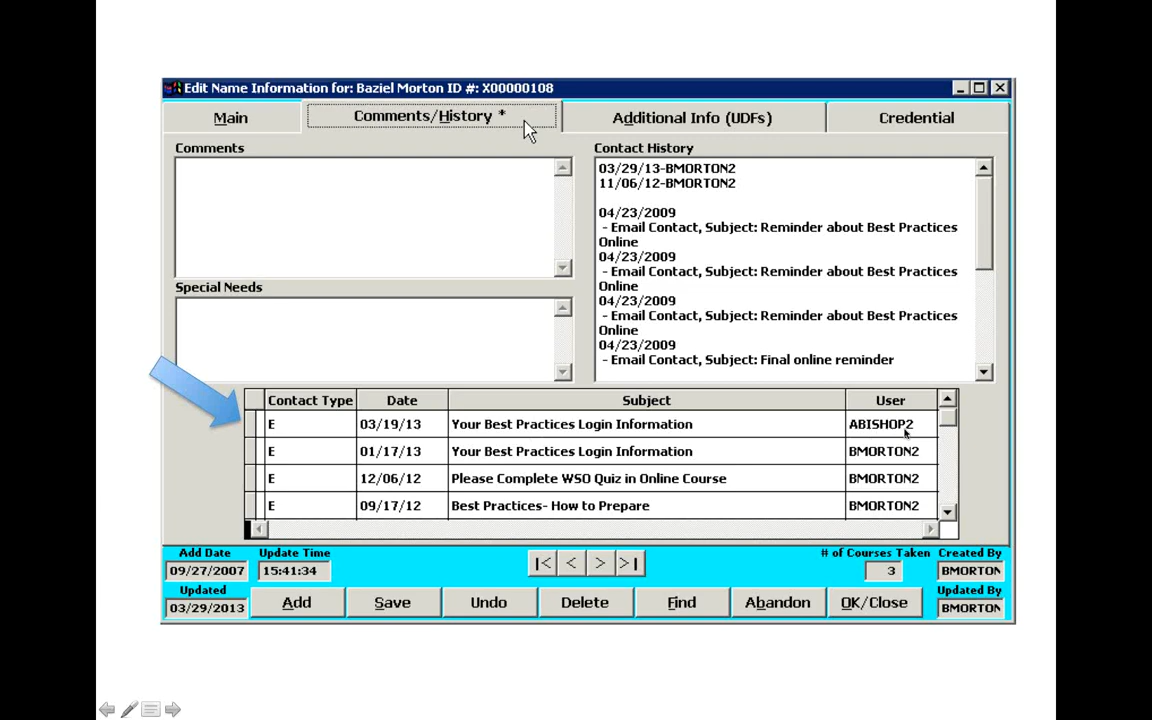 Edit Name Information for: Baziel Morton ID #: X00000108
Main
Comments/History *
Additional Info (UDFs)
Credential
Comments
Contact History
03/29/13-BMORTON2
11/06/12-BMORTON2
04/23/2009
- Email Contact, Subject: Reminder about Best Practices
Online
04/23/2009
- Email Contact, Subject: Reminder about Best Practices
Online
04/23/2009
- Email Contact, Subject: Reminder about Best Practices
Online
04/23/2009
- Email Contact, Subject: Final online reminder
Special Needs
Contact Type Date Subject User
E 03/19/13 Your Best Practices Login Information ABISHOP2
E 01/17/13 Your Best Practices Login Information BMORTON2
E 12/06/12 Please Complete WSO Quiz in Online Course BMORTON2
E 09/17/12 Best Practices- How to Prepare BMORTON2
Add Date Update Time # of Courses Taken Created By
09/27/2007 15:41:34 |< < > >| 3 BMORTON
Updated Updated By
03/29/2013 Add Save Undo Delete Find Abandon OK/Close BMORTON